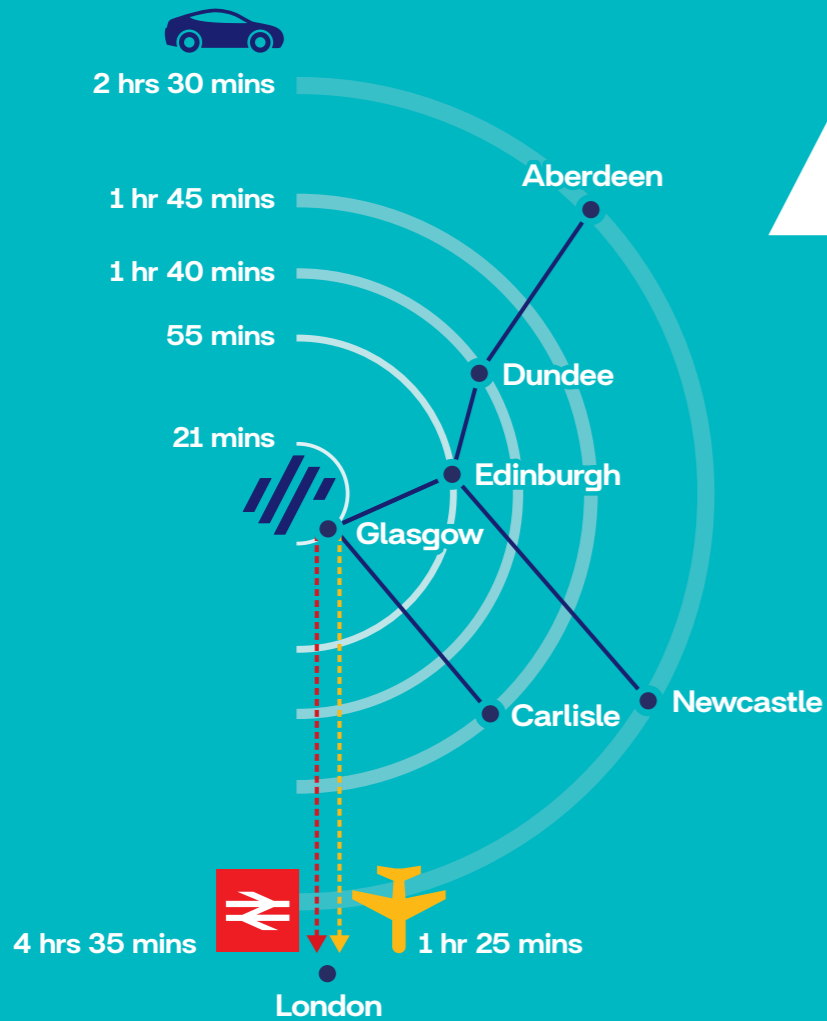 2 hrs 30 mins
Aberdeen
1 hr 45 mins
1 hr 40 mins
55 mins
Dundee
21 mins
Edinburgh
Glasgow
Newcastle
Carlisle
4 hrs 35 mins
1 hr 25 mins
London